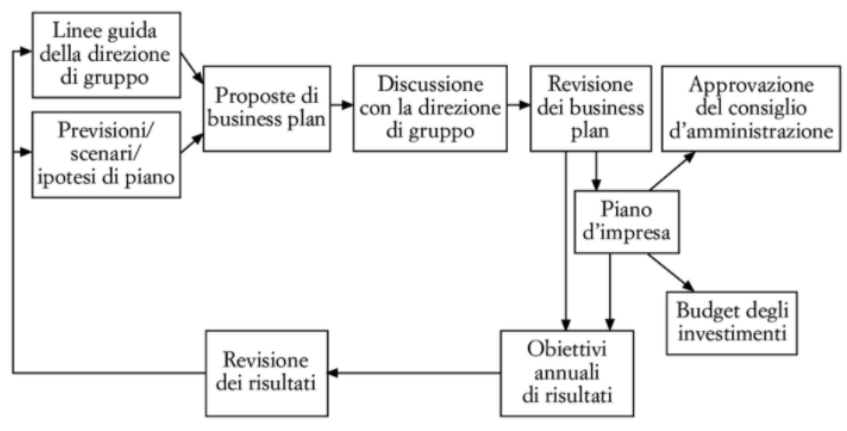 Linee guida
della direzione
di gruppo
Previsioni/
scenari/
ipotesi di piano
Proposte di
business plan
Discussione
con la direzione
di gruppo
Revisione
dei business
plan
Approvazione
del consiglio
d’amministrazione
Piano
d’impresa
Budget degli
investimenti
Obiettivi
annuali
di risultati
Revisione
dei risultati